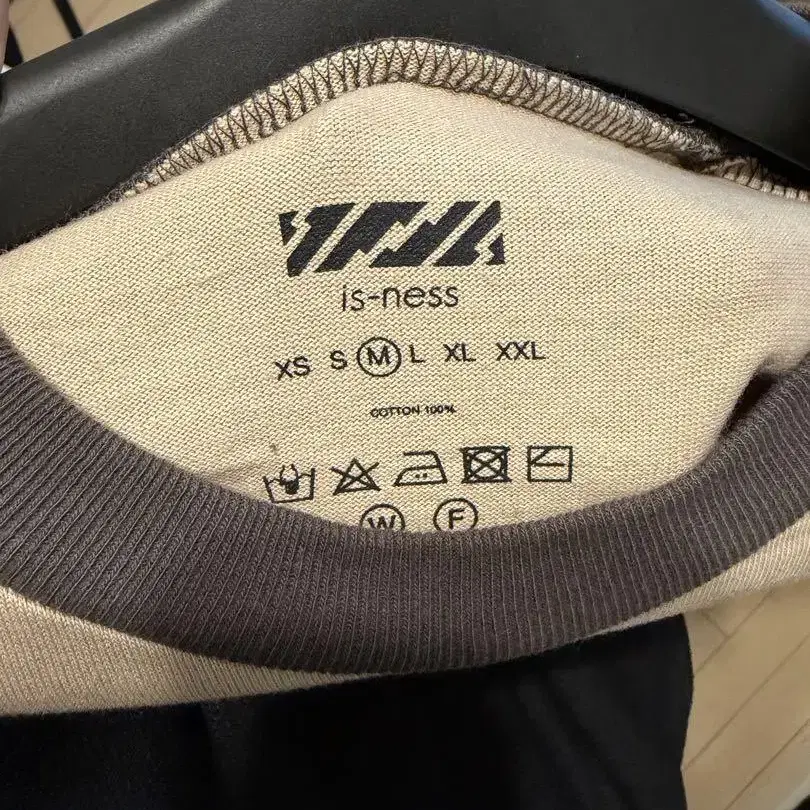 is-ness
XS S M L XL XXL
COTTON 100%
W F